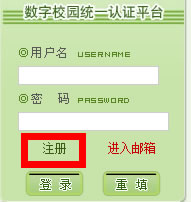 数字校园统一认证平台
用户名 USERNAME
密 码 PASSWORD
注册 进入邮箱
登 录 重 填